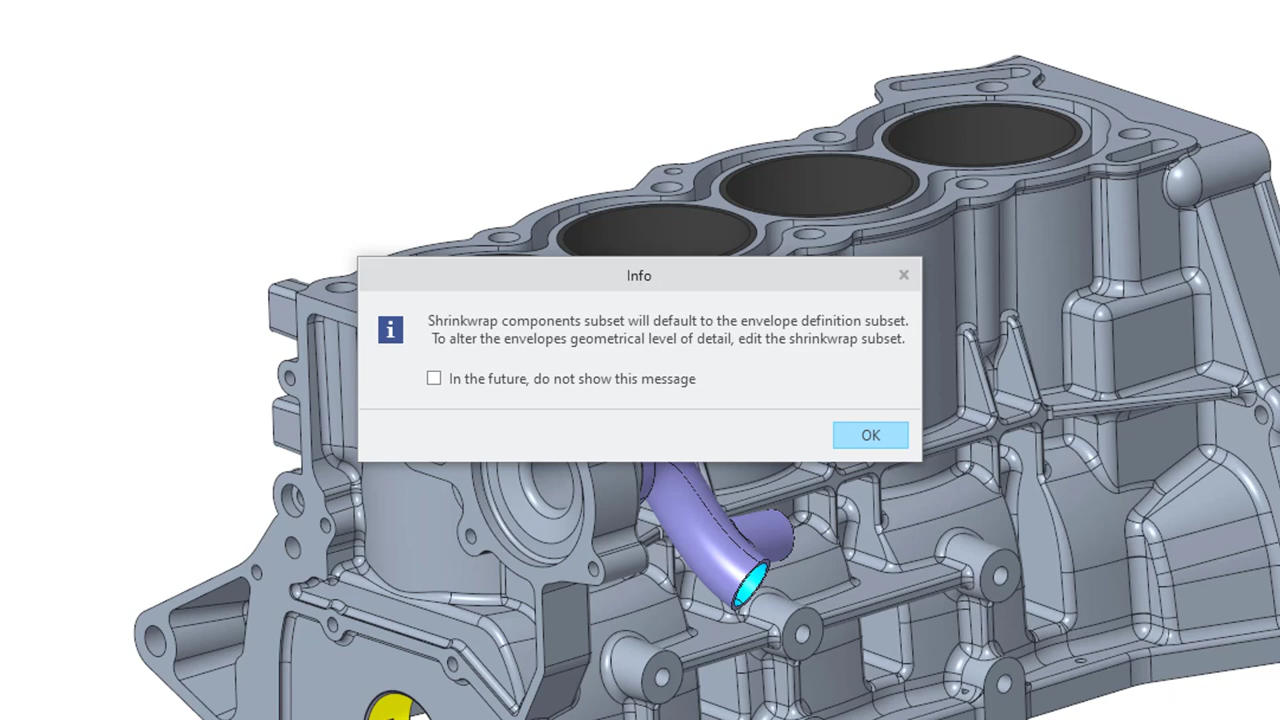 Info
Shrinkwrap components subset will default to the envelope definition subset.
To alter the envelopes geometrical level of detail, edit the shrinkwrap subset.
In the future, do not show this message
OK